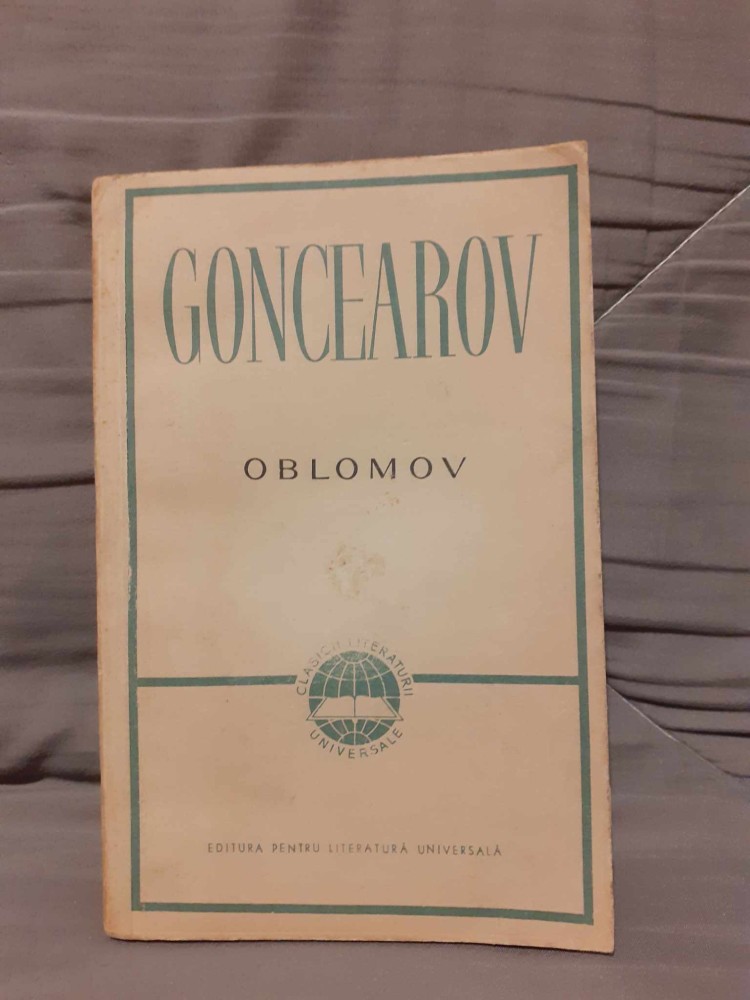 GONCEAROV
OBLOMOV
CLASICII LITERATURII
UNIVERSALE
EDITURA PENTRU LITERATURĂ UNIVERSALĂ